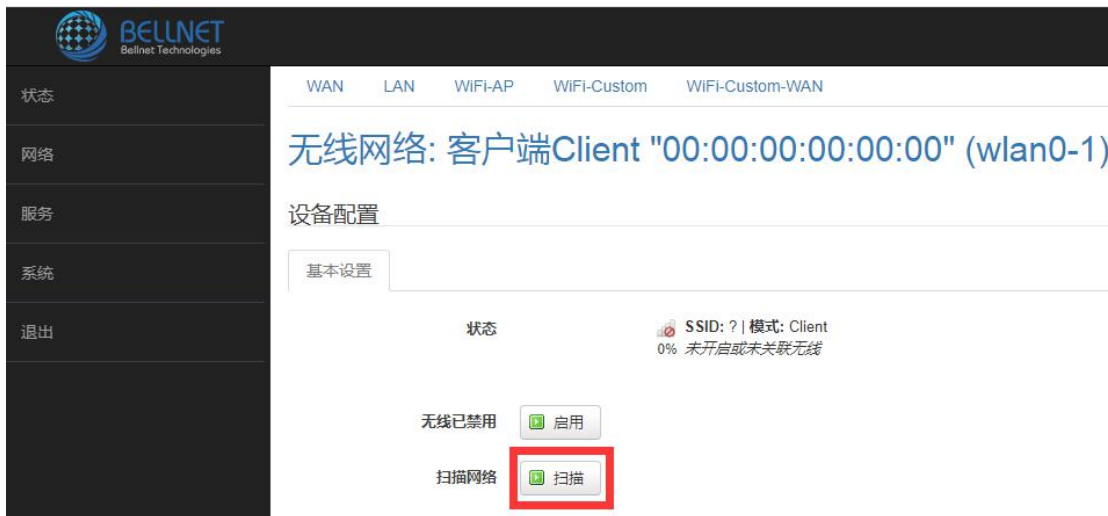 BELLNET
Bellnet Technologies
状态
网络
服务
系统
退出
WAN LAN WiFi-AP WiFi-Custom WiFi-Custom-WAN
无线网络: 客户端Client "00:00:00:00:00:00" (wlan0-1)
设备配置
基本设置
状态
SSID: ? | 模式: Client
0% 未开启或未关联无线
无线已禁用 启用
扫描网络 扫描